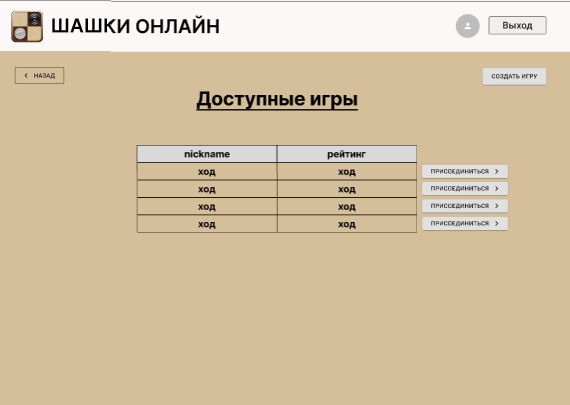 ШАШКИ ОНЛАЙН
Выход
НАЗАД
СОЗДАТЬ ИГРУ
Доступные игры
nickname рейтинг
ход ход ПРИСОЕДИНИТЬСЯ
ход ход ПРИСОЕДИНИТЬСЯ
ход ход ПРИСОЕДИНИТЬСЯ
ход ход ПРИСОЕДИНИТЬСЯ